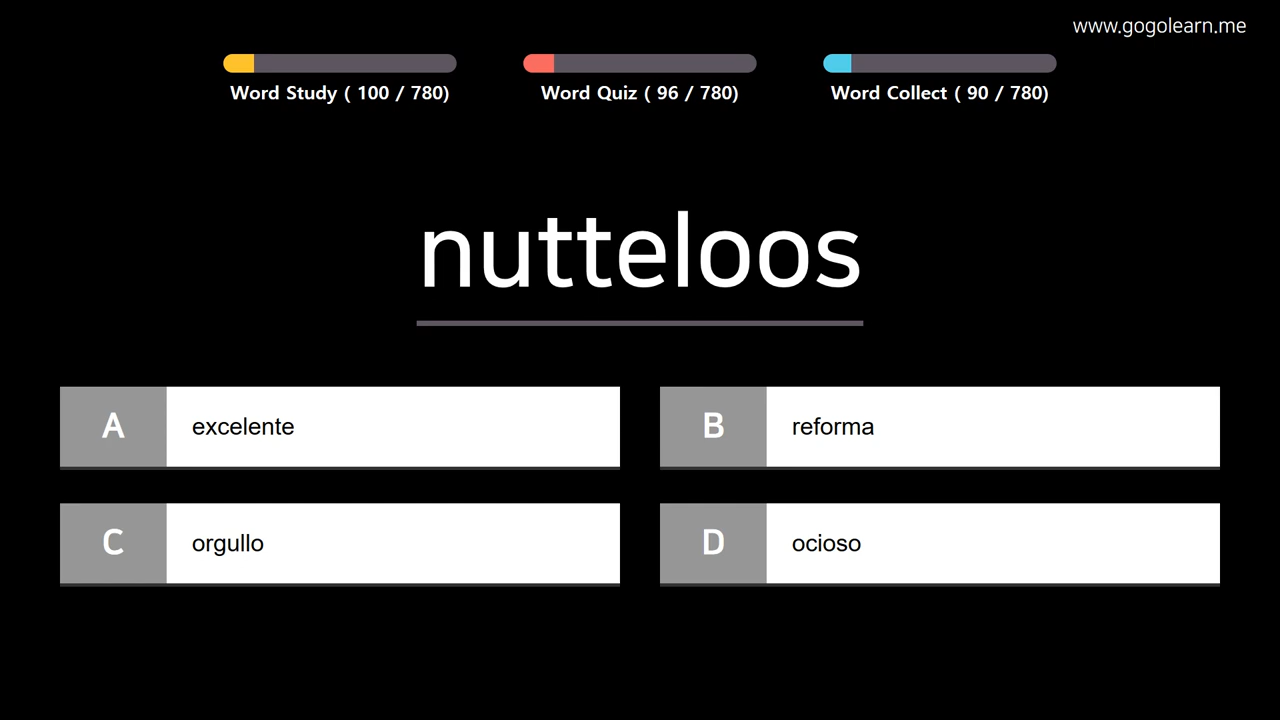 www.gogolearn.me
Word Study ( 100 / 780)
Word Quiz ( 96 / 780)
Word Collect ( 90 / 780)
nutteloos
A excelente
B reforma
C orgullo
D ocioso